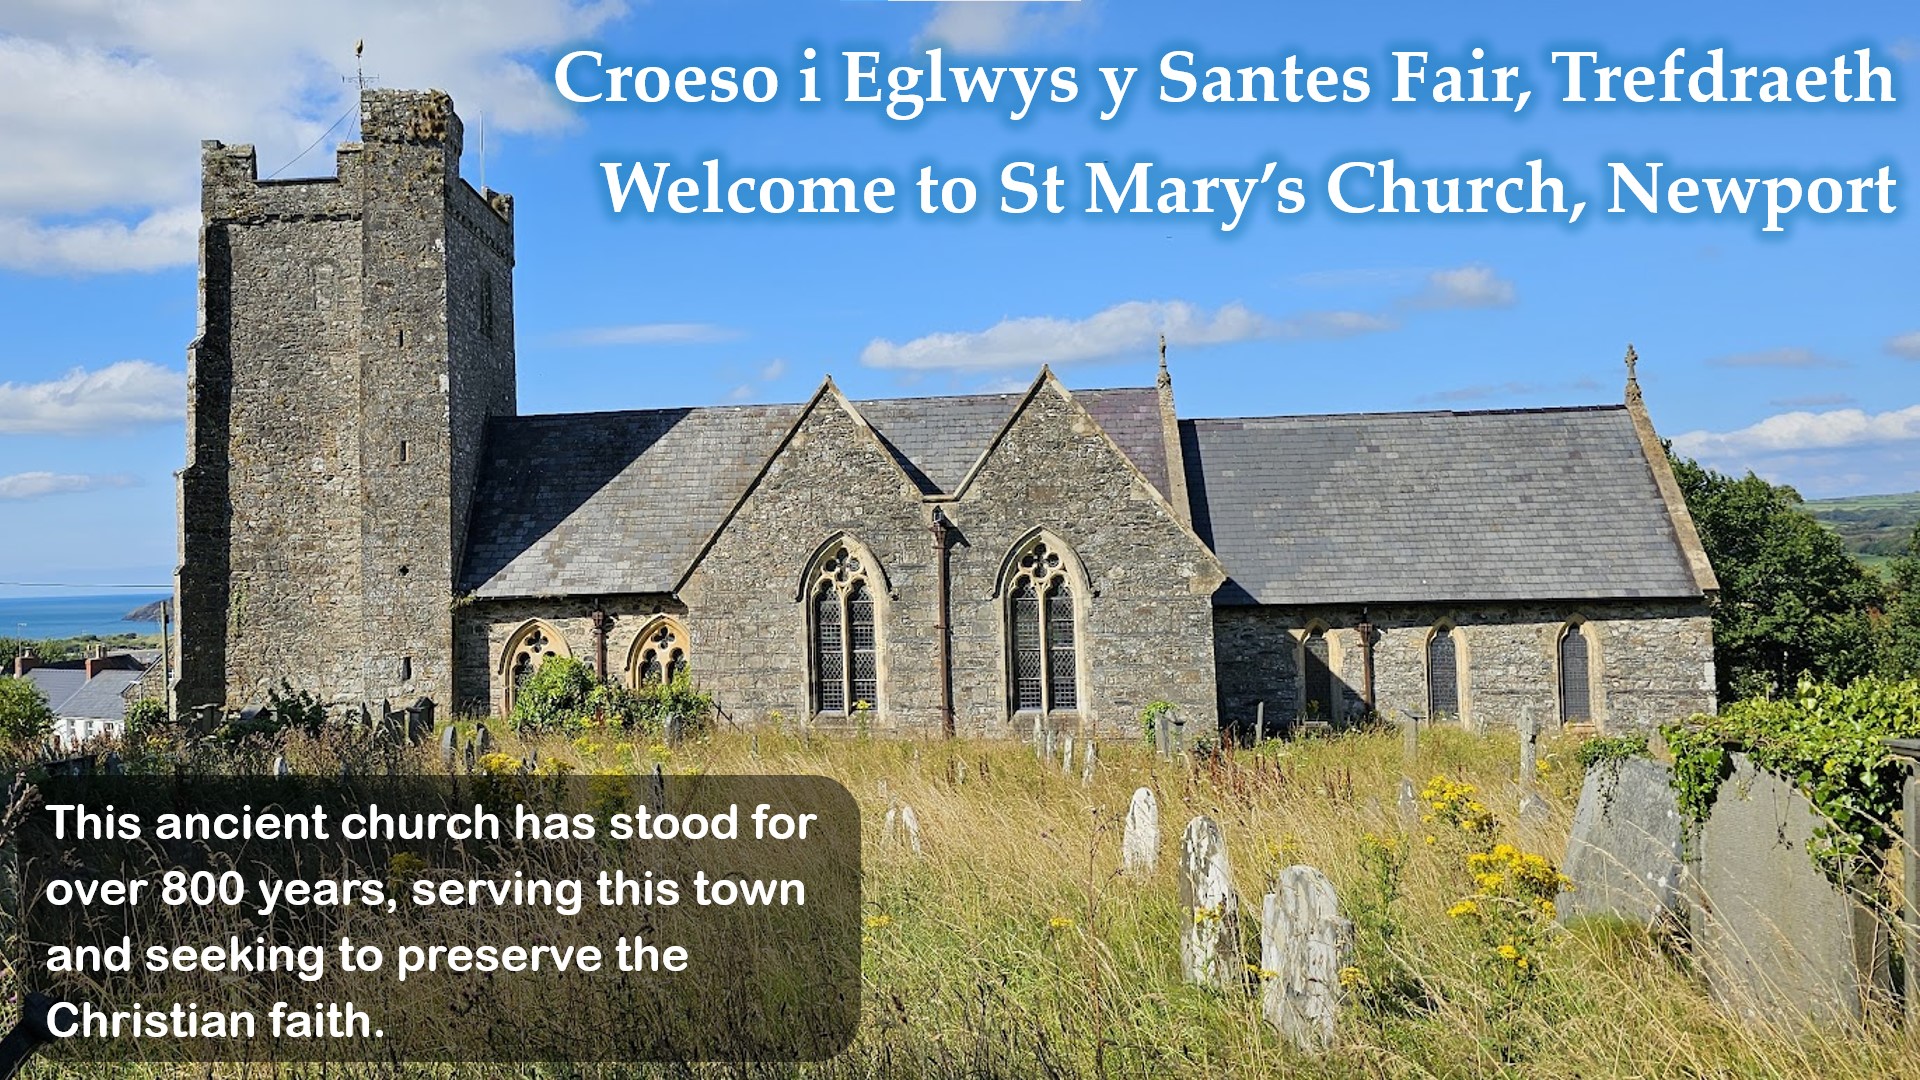 Croeso i Eglwys y Santes Fair, Trefdraeth
Welcome to St Mary’s Church, Newport
This ancient church has stood for
over 800 years, serving this town
and seeking to preserve the
Christian faith.